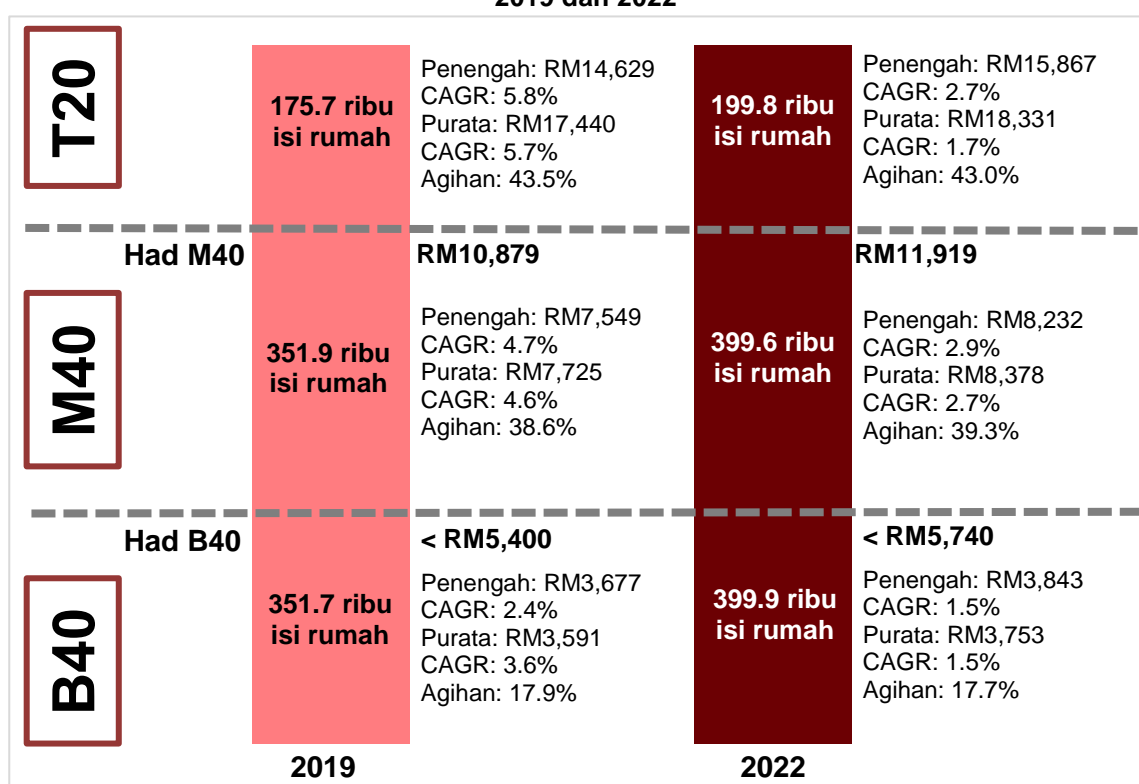 2019 dan 2022
T20
175.7 ribu
isi rumah
Penengah: RM14,629
CAGR: 5.8%
Purata: RM17,440
CAGR: 5.7%
Agihan: 43.5%
199.8 ribu
isi rumah
Penengah: RM15,867
CAGR: 2.7%
Purata: RM18,331
CAGR: 1.7%
Agihan: 43.0%
Had M40
RM10,879
RM11,919
M40
351.9 ribu
isi rumah
Penengah: RM7,549
CAGR: 4.7%
Purata: RM7,725
CAGR: 4.6%
Agihan: 38.6%
399.6 ribu
isi rumah
Penengah: RM8,232
CAGR: 2.9%
Purata: RM8,378
CAGR: 2.7%
Agihan: 39.3%
Had B40
< RM5,400
< RM5,740
B40
351.7 ribu
isi rumah
Penengah: RM3,677
CAGR: 2.4%
Purata: RM3,591
CAGR: 3.6%
Agihan: 17.9%
399.9 ribu
isi rumah
Penengah: RM3,843
CAGR: 1.5%
Purata: RM3,753
CAGR: 1.5%
Agihan: 17.7%
2019
2022